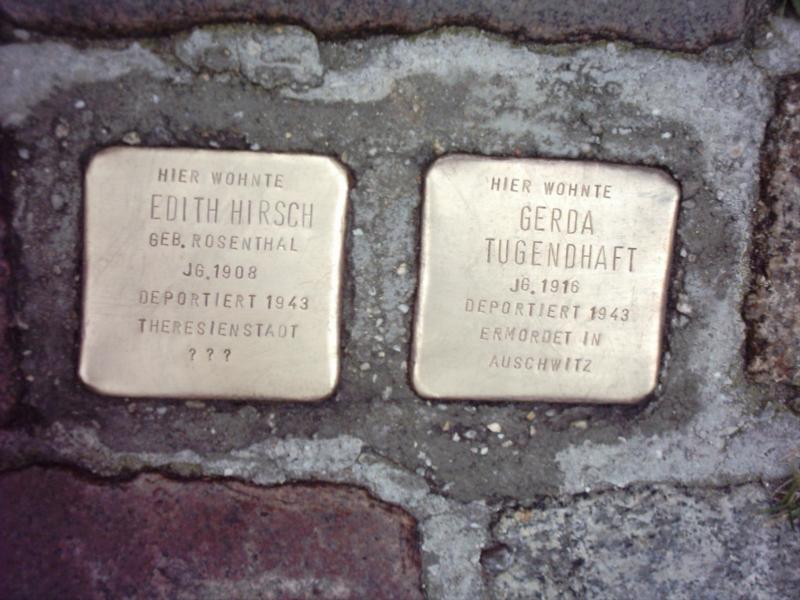 HIER WOHNTE
EDITH HIRSCH
GEB. ROSENTHAL
JG. 1908
DEPORTIERT 1943
THERESIENSTADT
? ? ?
HIER WOHNTE
GERDA
TUGENDHAFT
JG. 1916
DEPORTIERT 1943
ERMORDET IN
AUSCHWITZ